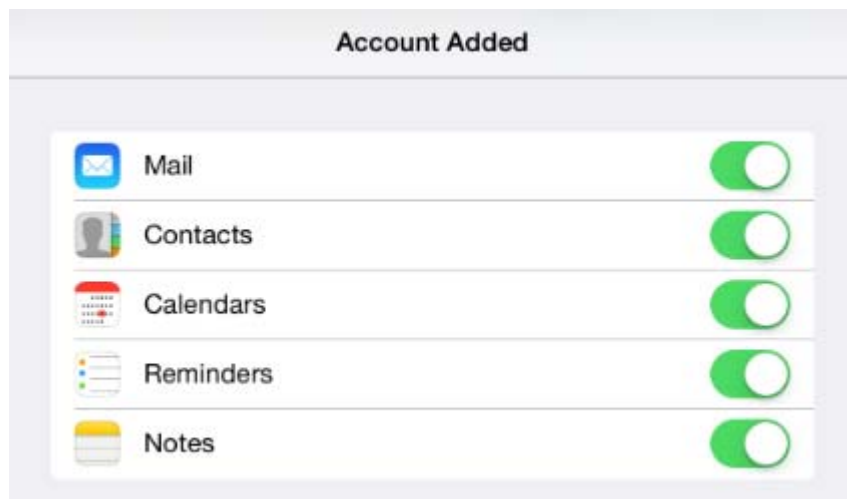 Account Added
Mail
Contacts
Calendars
Reminders
Notes